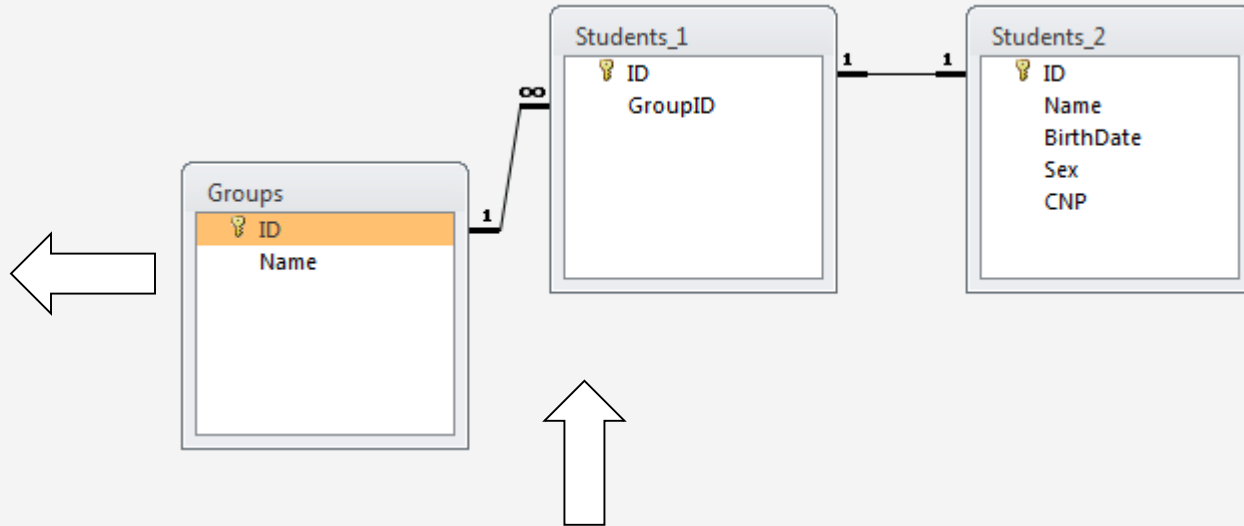 Groups
1
ID
Name
∞
Students_1
ID
GroupID
1
1
Students_2
ID
Name
BirthDate
Sex
CNP